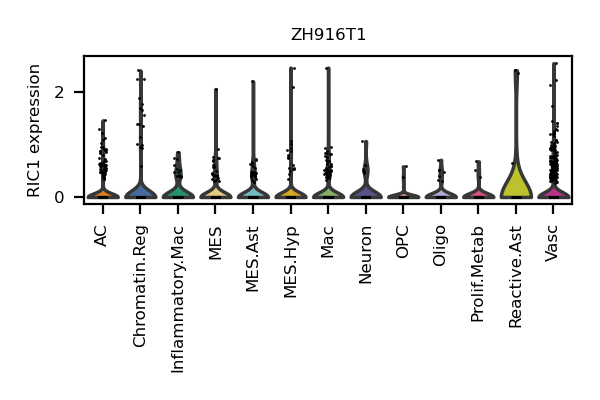 ZH916T1
RIC1 expression
2
0
AC
Chromatin.Reg
Inflammatory.Mac
MES
MES.Ast
MES.Hyp
Mac
Neuron
OPC
Oligo
Prolif.Metab
Reactive.Ast
Vasc